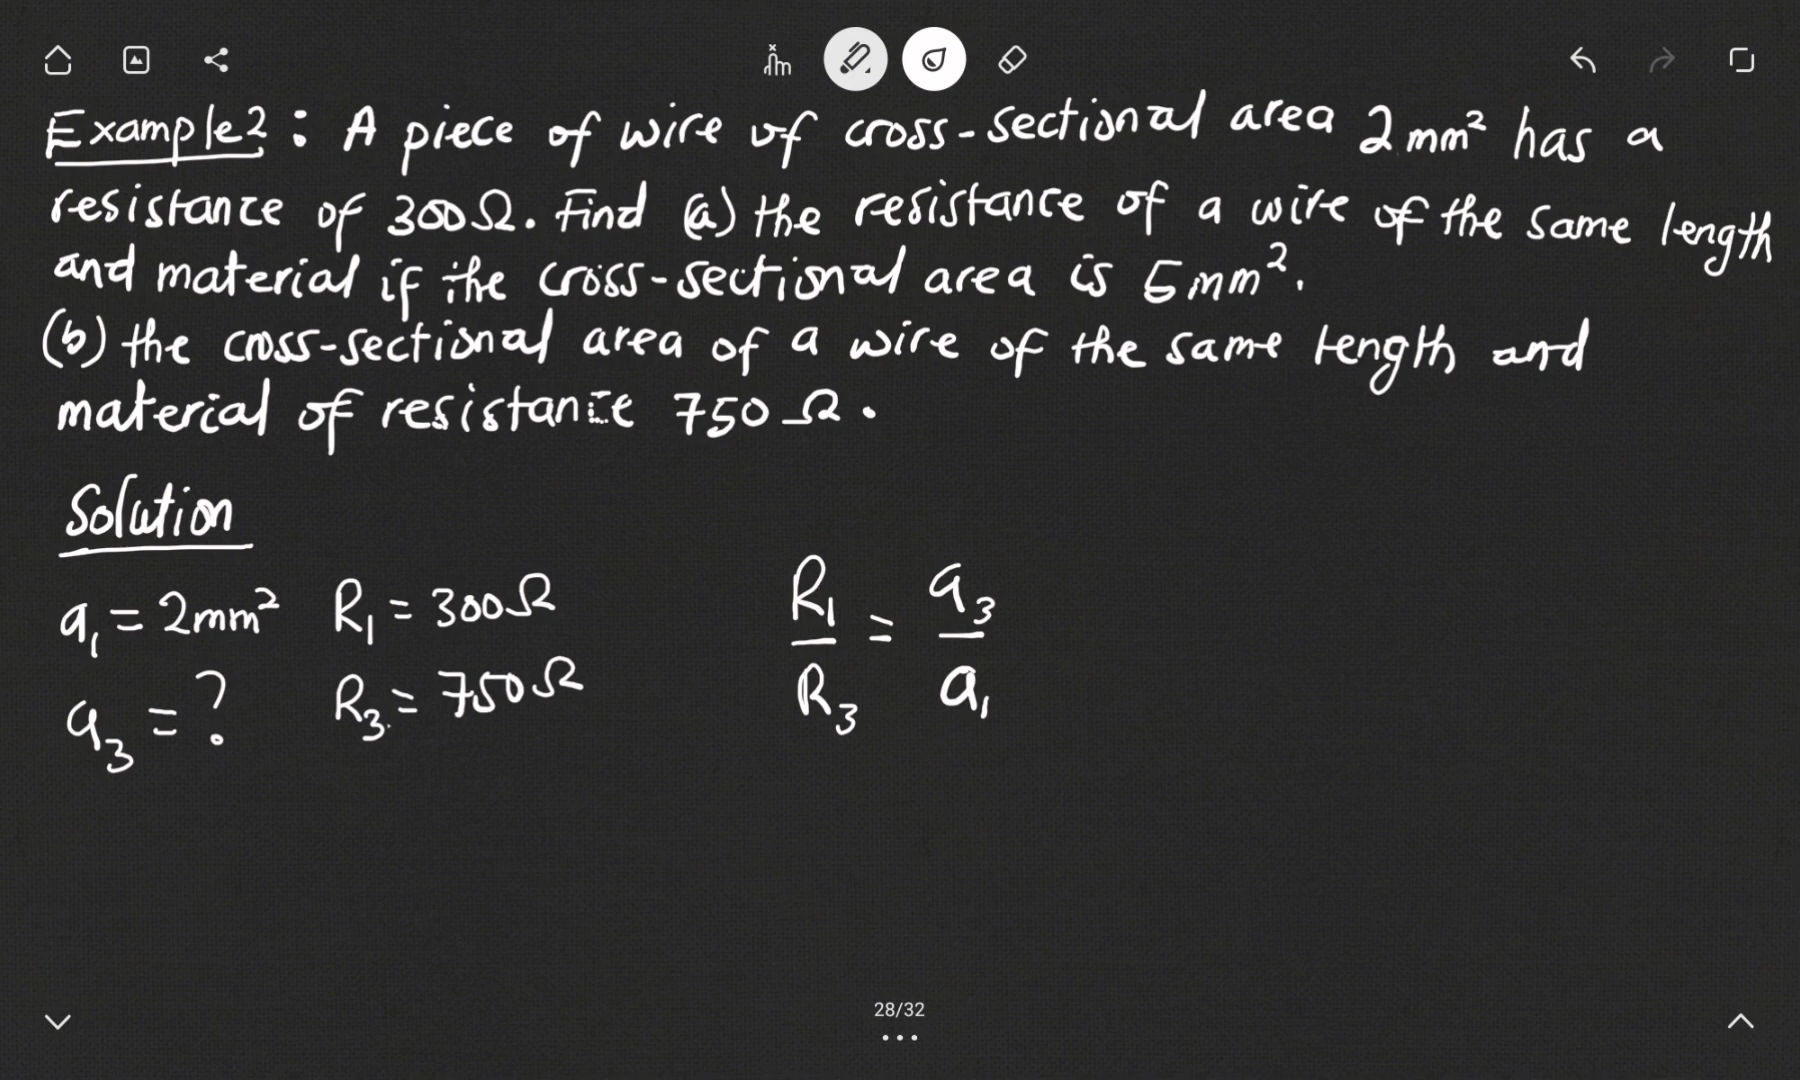 Example 2 : A piece of wire of cross-sectional area 2mm² has a
resistance of 300Ω. Find (a) the resistance of a wire of the same length
and material if the cross-sectional area is 5mm².
(b) the cross-sectional area of a wire of the same length and
material of resistance 750Ω.
Solution
a₁ = 2mm² R₁ = 300Ω
a₃ = ? R₃ = 750Ω
R₁/R₃ = a₃/a₁
28/32